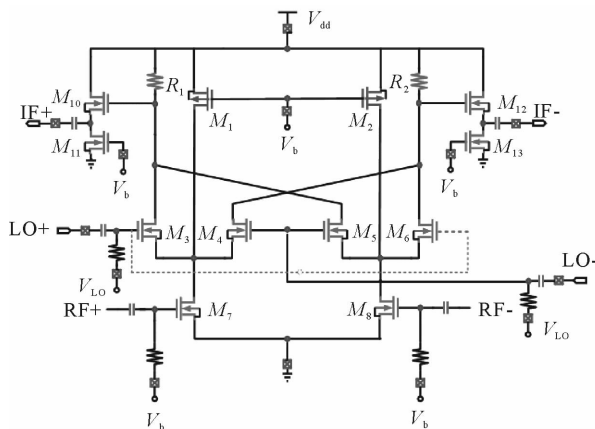 Vdd
M10
R1
R2
M12
IF+
IF-
M1
M2
M11
Vb
M13
Vb
Vb
LO+
M3
M4
M5
M6
LO-
VLO
RF+
M7
M8
RF-
VLO
Vb
Vb